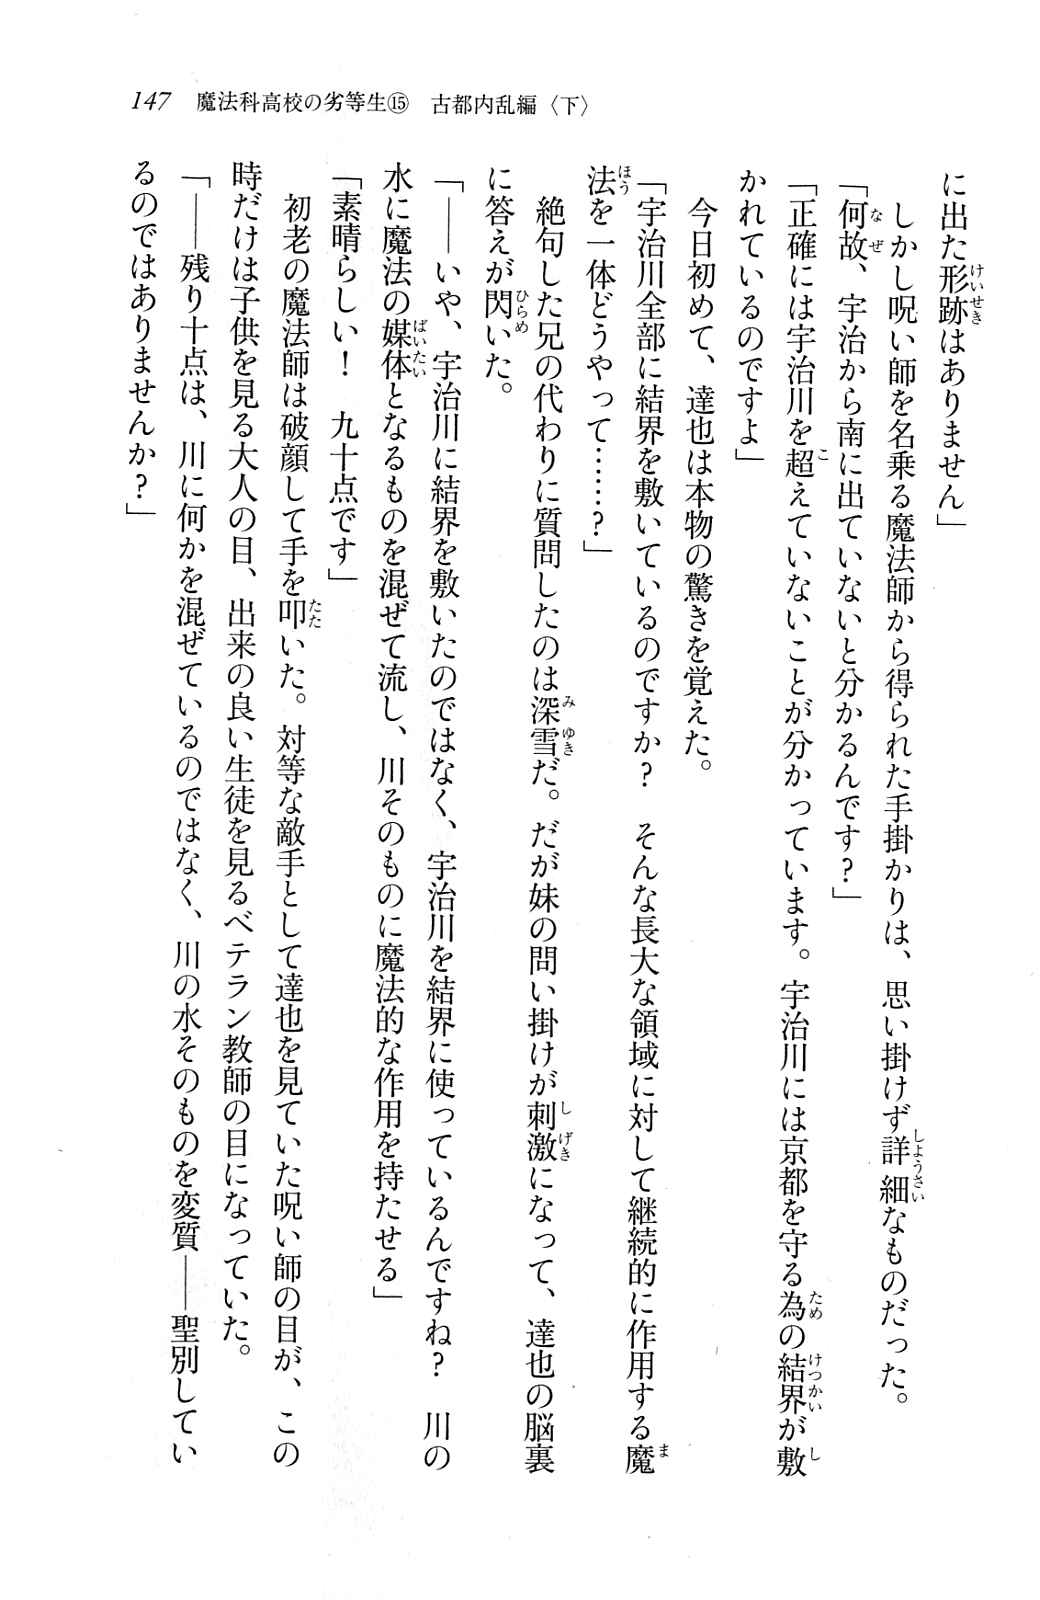 147　魔法科高校の劣等生⑮　古都内乱編〈下〉
に出た形跡はありません」
　しかし呪い師を名乗る魔法師から得られた手掛かりは、思い掛けず詳細なものだった。
「何故、宇治から南に出ていないと分かるんです?」
「正確には宇治川を超えていないことが分かっています。宇治川には京都を守る為の結界が敷
かれているのですよ」
　今日初めて、達也は本物の驚きを覚えた。
「宇治川全部に結界を敷いているのですか?　そんな長大な領域に対して継続的に作用する魔
法を一体どうやって……?」
　絶句した兄の代わりに質問したのは深雪だ。だが妹の問い掛けが刺激になって、達也の脳裏
に答えが閃いた。
「――いや、宇治川に結界を敷いたのではなく、宇治川を結界に使っているんですね?　川の
水に魔法の媒体となるものを混ぜて流し、川そのものに魔法的な作用を持たせる」
「素晴らしい!　九十点です」
　初老の魔法師は破顔して手を叩いた。対等な敵手として達也を見ていた呪い師の目が、この
時だけは子供を見る大人の目、出来の良い生徒を見るベテラン教師の目になっていた。
「――残り十点は、川に何かを混ぜているのではなく、川の水そのものを変質――聖別してい
るのではありませんか?」